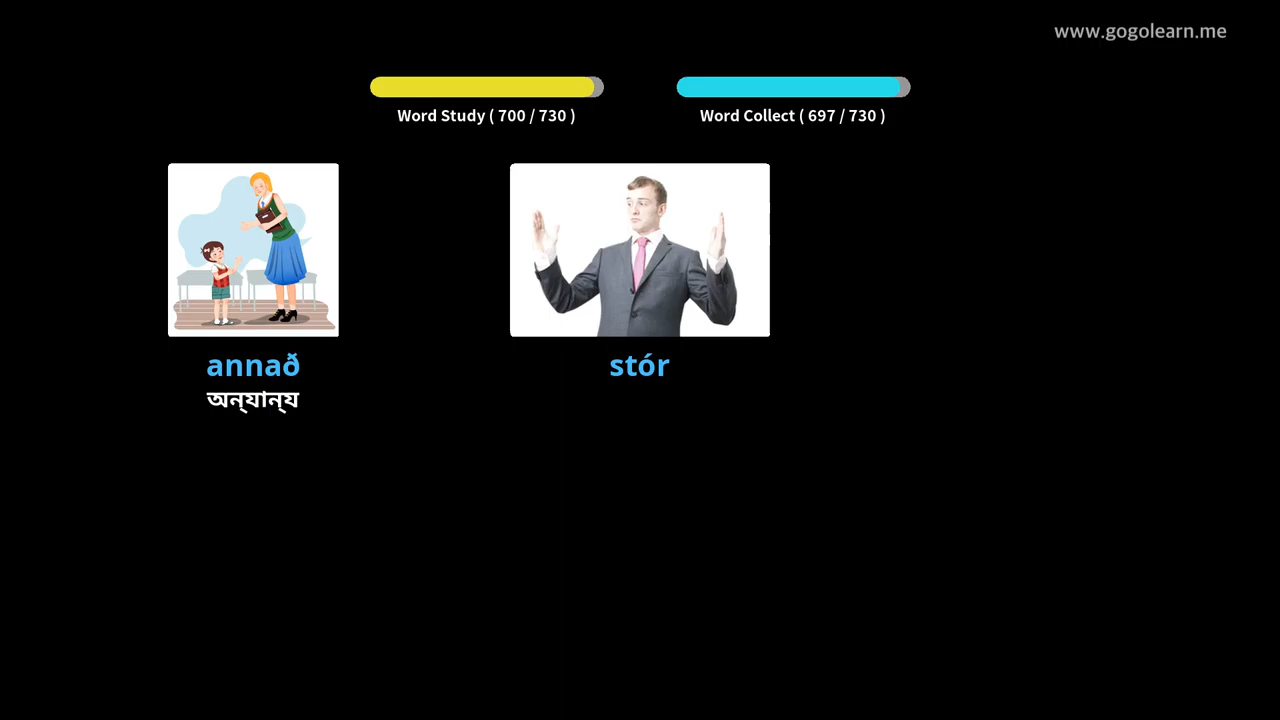 www.gogolearn.me
Word Study ( 700 / 730 )
Word Collect ( 697 / 730 )
annað
অন্‌যান্‌য
stór